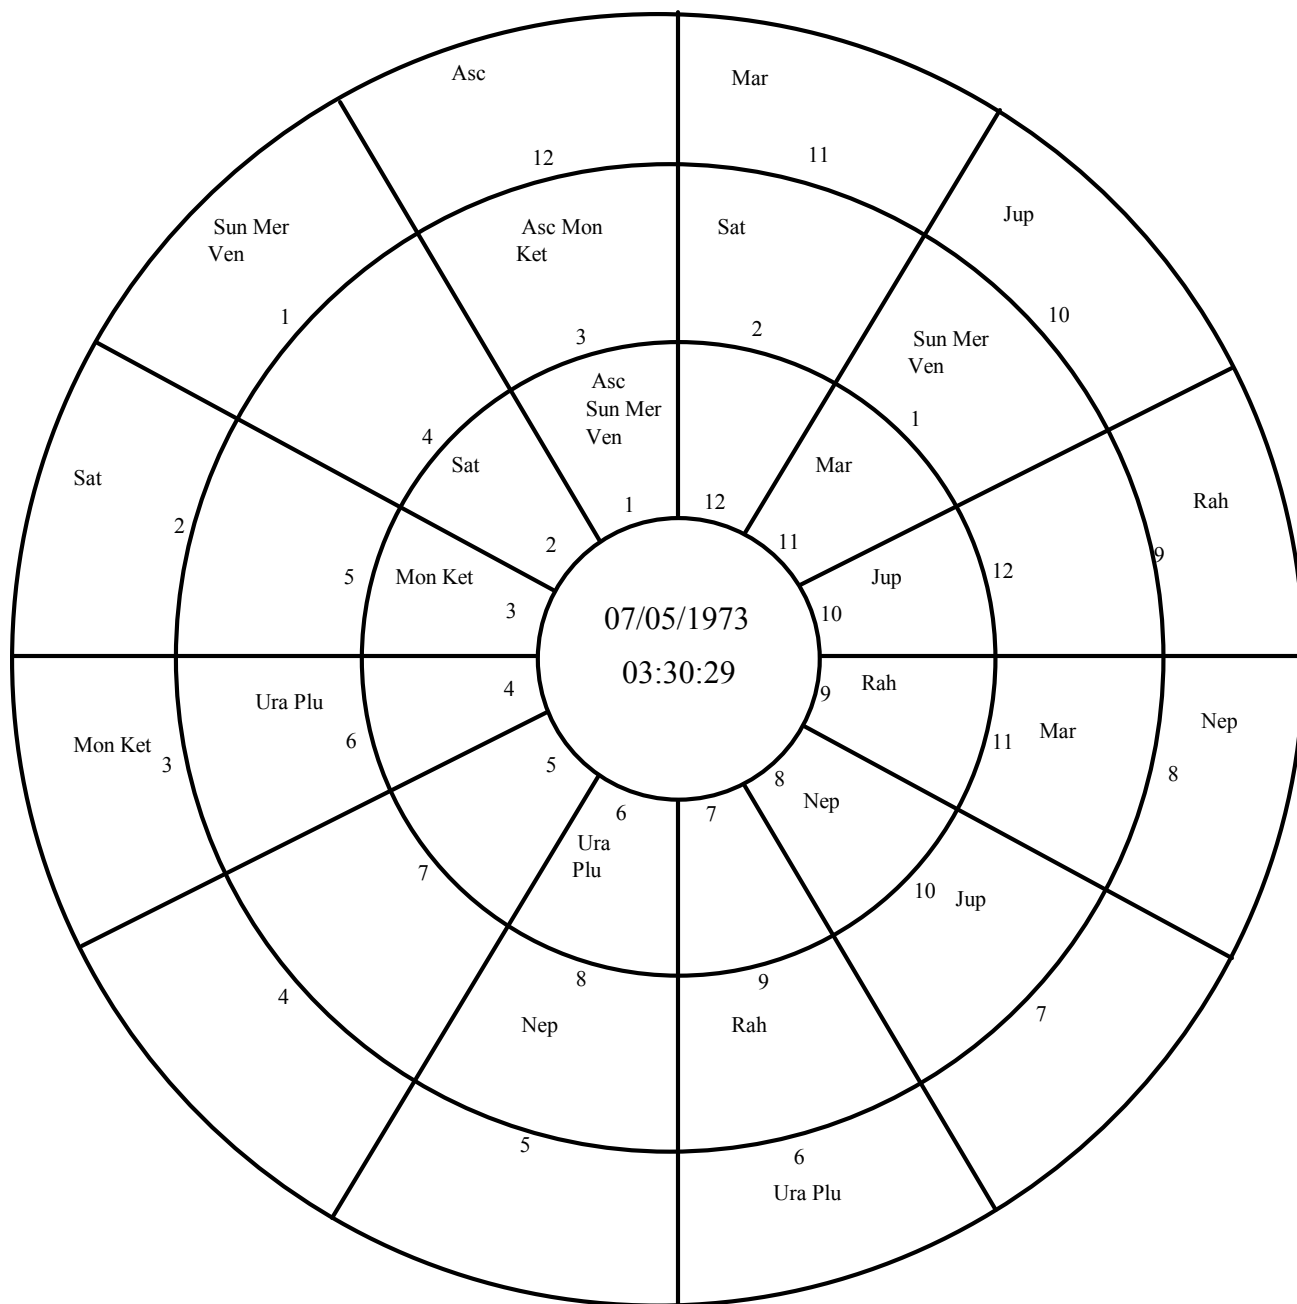 Asc
Mar
12
11
Jup
Sun Mer
Ven
Asc Mon
Ket
Sat
1
10
3
2
Sun Mer
Ven
Asc
Sun Mer
Ven
4
1
Sat
Mar
Sat
Rah
1
12
2
2
11
9
5
Mon Ket
3
Jup
12
10
07/05/1973
03:30:29
4
Rah
9
Ura Plu
6
11
Mar
Nep
Mon Ket
3
8
5
8
6
7
Nep
Ura
Plu
7
10
Jup
8
9
4
7
Nep
Rah
5
6
Ura Plu